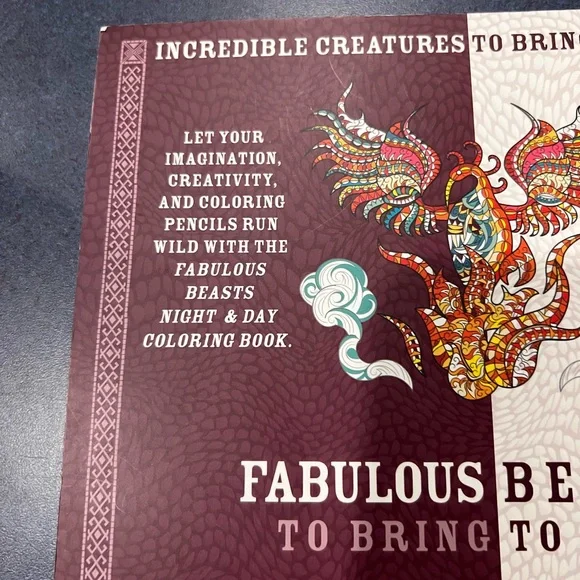 INCREDIBLE CREATURES TO BRING
LET YOUR
IMAGINATION,
CREATIVITY,
AND COLORING
PENCILS RUN
WILD WITH THE
FABULOUS
BEASTS
NIGHT & DAY
COLORING BOOK.
FABULOUS BE
TO BRING TO